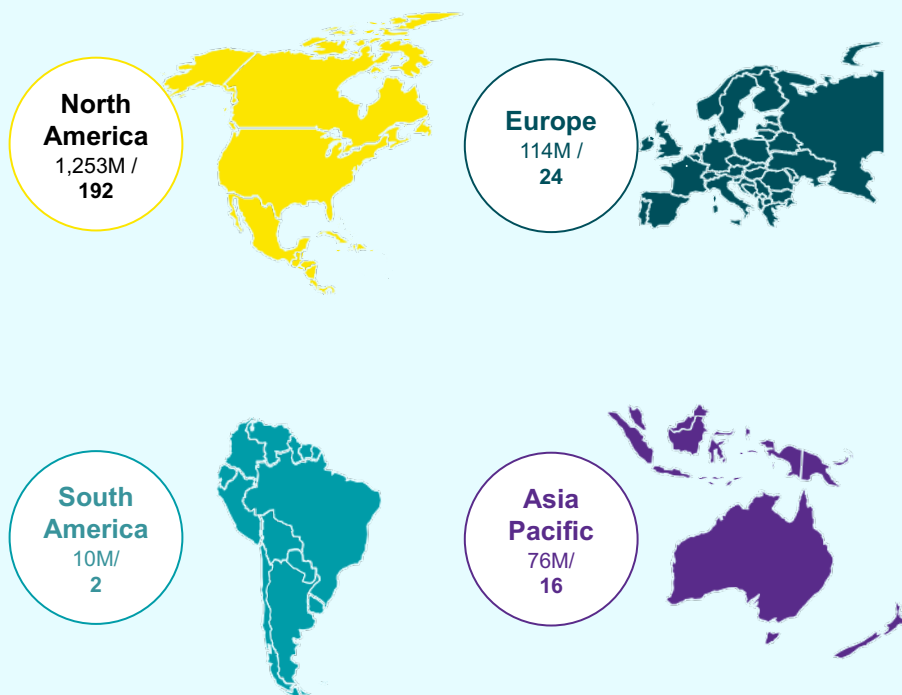 North
America
1,253M /
192
Europe
114M /
24
South
America
10M/
2
Asia
Pacific
76M/
16